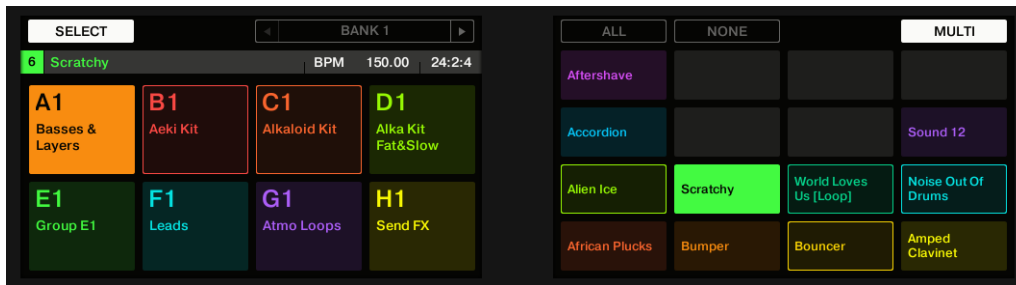 SELECT
BANK 1
6 Scratchy
BPM 150.00 24:2:4
A1
Basses &
Layers
B1
Aeki Kit
C1
Alkaloid Kit
D1
Alka Kit
Fat&Slow
E1
Group E1
F1
Leads
G1
Atmo Loops
H1
Send FX
ALL
NONE
MULTI
Aftershave
Accordion
Sound 12
Alien Ice
Scratchy
World Loves
Us [Loop]
Noise Out Of
Drums
African Plucks
Bumper
Bouncer
Amped
Clavinet